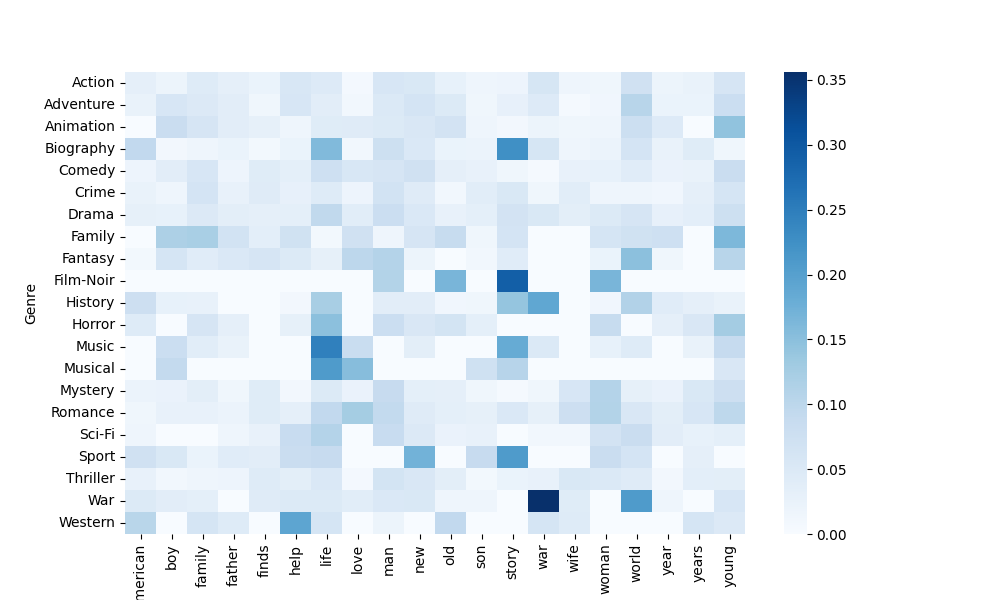 Genre
Action
Adventure
Animation
Biography
Comedy
Crime
Drama
Family
Fantasy
Film-Noir
History
Horror
Music
Musical
Mystery
Romance
Sci-Fi
Sport
Thriller
War
Western
merican
boy
family
father
finds
help
life
love
man
new
old
son
story
war
wife
woman
world
year
years
young
0.35
0.30
0.25
0.20
0.15
0.10
0.05
0.00